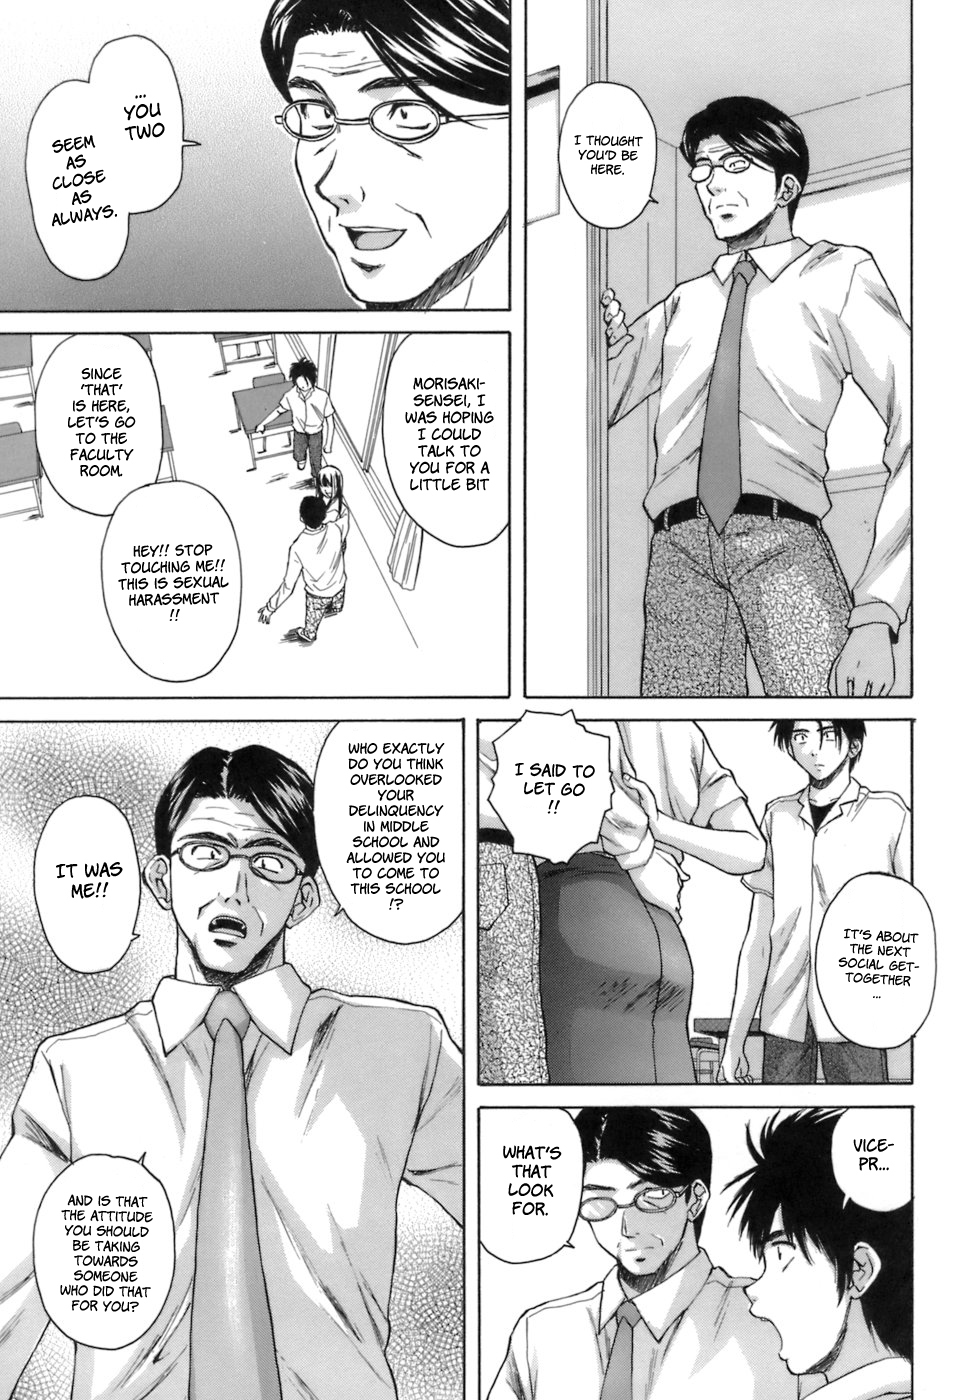 I THOUGHT
YOU'D BE
HERE.
...
YOU
TWO
SEEM
AS
CLOSE
AS
ALWAYS.
MORISAKI-
SENSEI, I
WAS HOPING
I COULD
TALK TO
YOU FOR A
LITTLE BIT
SINCE
'THAT'
IS HERE,
LET'S GO
TO THE
FACULTY
ROOM.
HEY!! STOP
TOUCHING ME!!
THIS IS SEXUAL
HARASSMENT
!!
I SAID TO
LET GO
!!
IT'S ABOUT
THE NEXT
SOCIAL GET-
TOGETHER
...
VICE-
PR...
WHAT'S
THAT
LOOK
FOR.
WHO EXACTLY
DO YOU THINK
OVERLOOKED
YOUR
DELINQUENCY
IN MIDDLE
SCHOOL AND
ALLOWED YOU
TO COME TO
THIS SCHOOL
!?
IT WAS
ME!!
AND IS THAT
THE ATTITUDE
YOU SHOULD
BE TAKING
TOWARDS
SOMEONE
WHO DID THAT
FOR YOU?